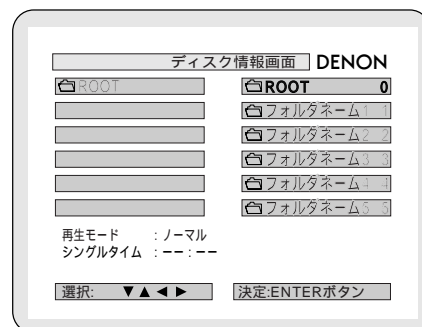 ディスク情報画面 DENON
ROOT ROOT 0
フォルダネーム1 1
フォルダネーム2 2
フォルダネーム3 3
フォルダネーム4 4
フォルダネーム5 5
再生モード : ノーマル
シングルタイム : －－ : －－
選択: ▼▲◀▶ 決定:ENTERボタン